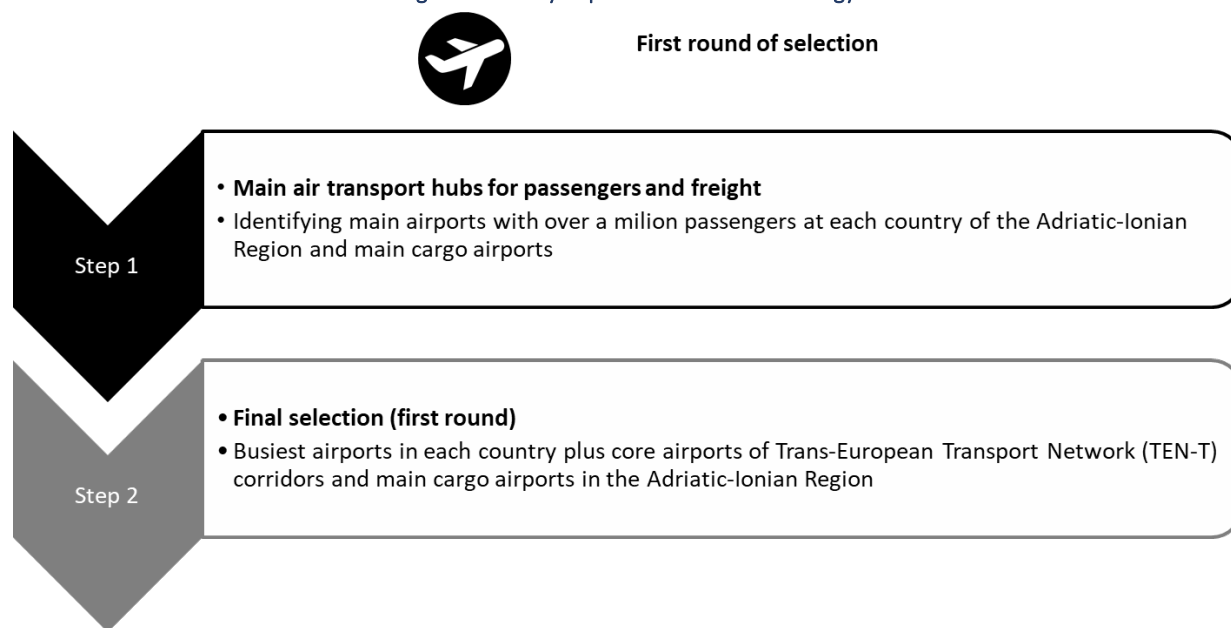 First round of selection
Step 1
• Main air transport hubs for passengers and freight
• Identifying main airports with over a milion passengers at each country of the Adriatic-Ionian
Region and main cargo airports
Step 2
• Final selection (first round)
• Busiest airports in each country plus core airports of Trans-European Transport Network (TEN-T)
corridors and main cargo airports in the Adriatic-Ionian Region